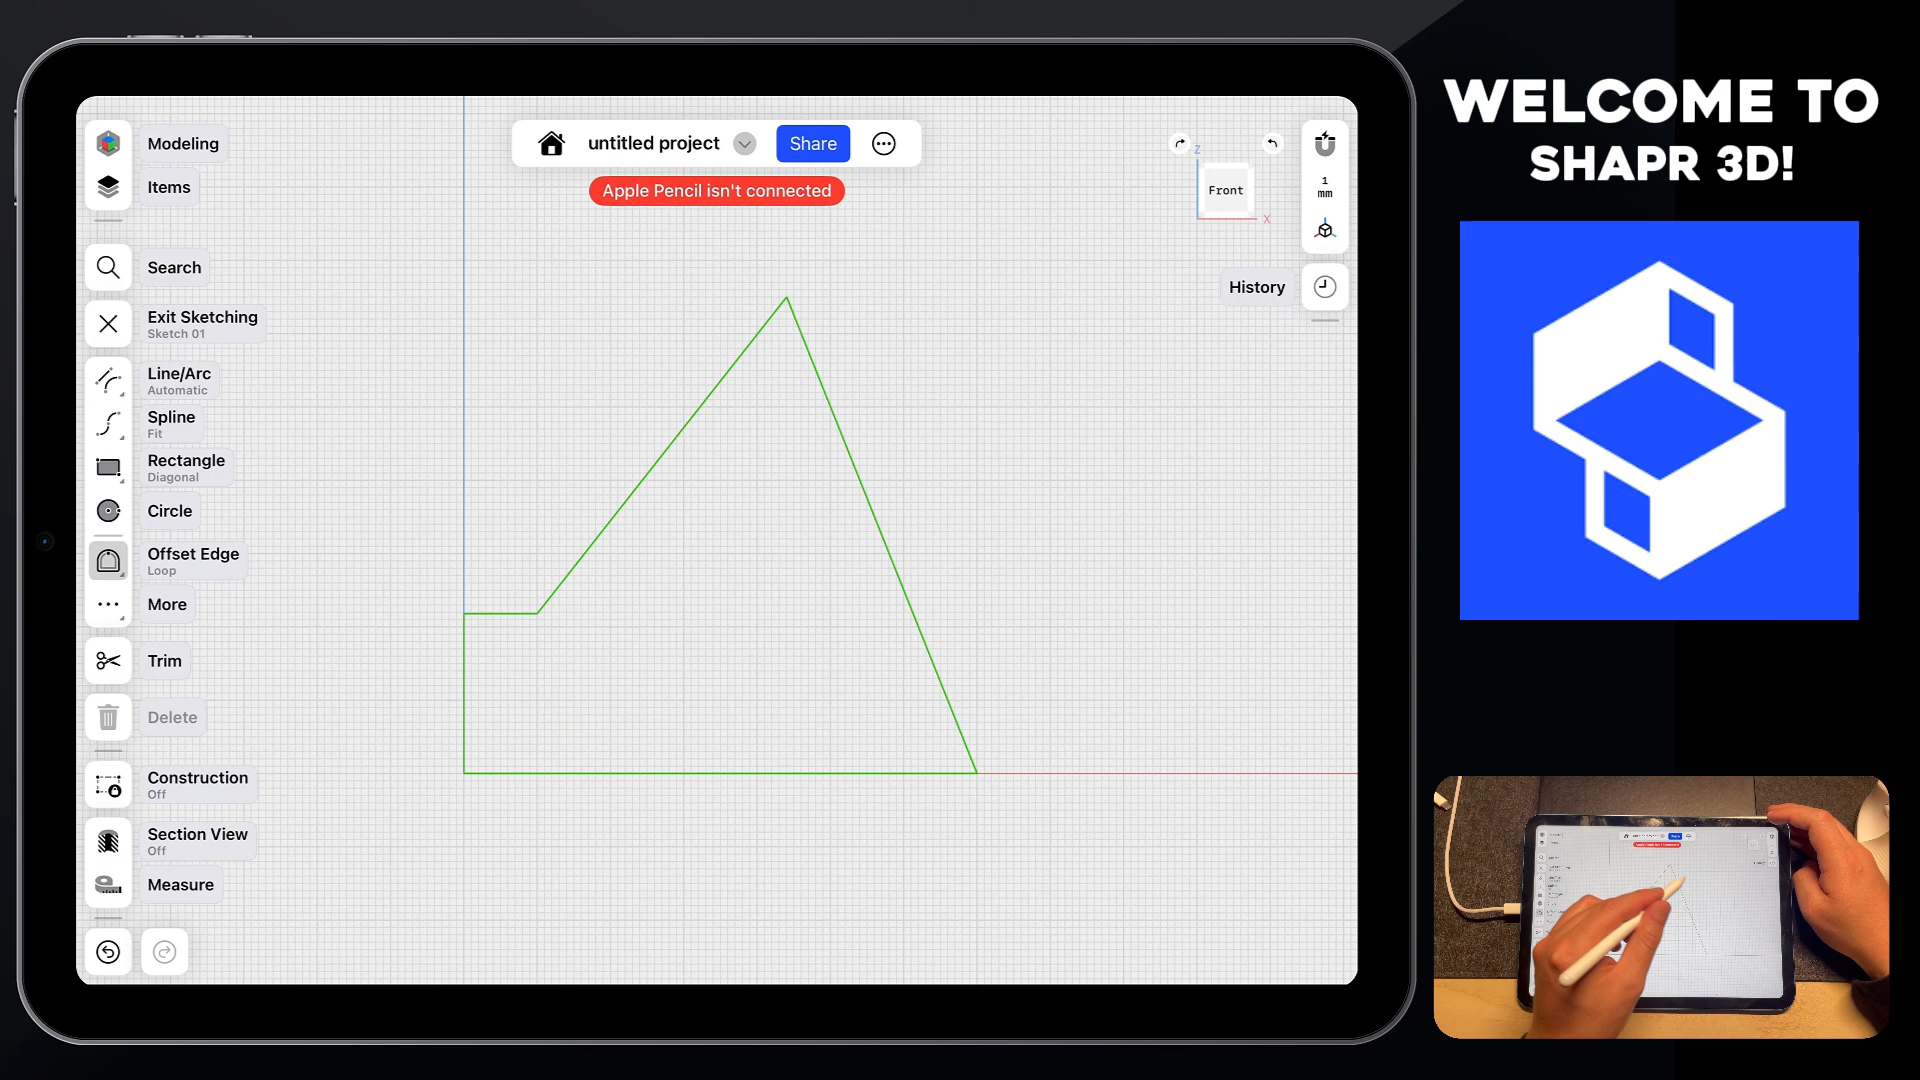 WELCOME TO
SHAPR 3D!
Modeling
Items
Search
Exit Sketching
Sketch 01
Line/Arc
Automatic
Spline
Fit
Rectangle
Diagonal
Circle
Offset Edge
Loop
More
Trim
Delete
Construction
Off
Section View
Off
Measure
untitled project
Share
Apple Pencil isn't connected
Z
Front
X
1
mm
History